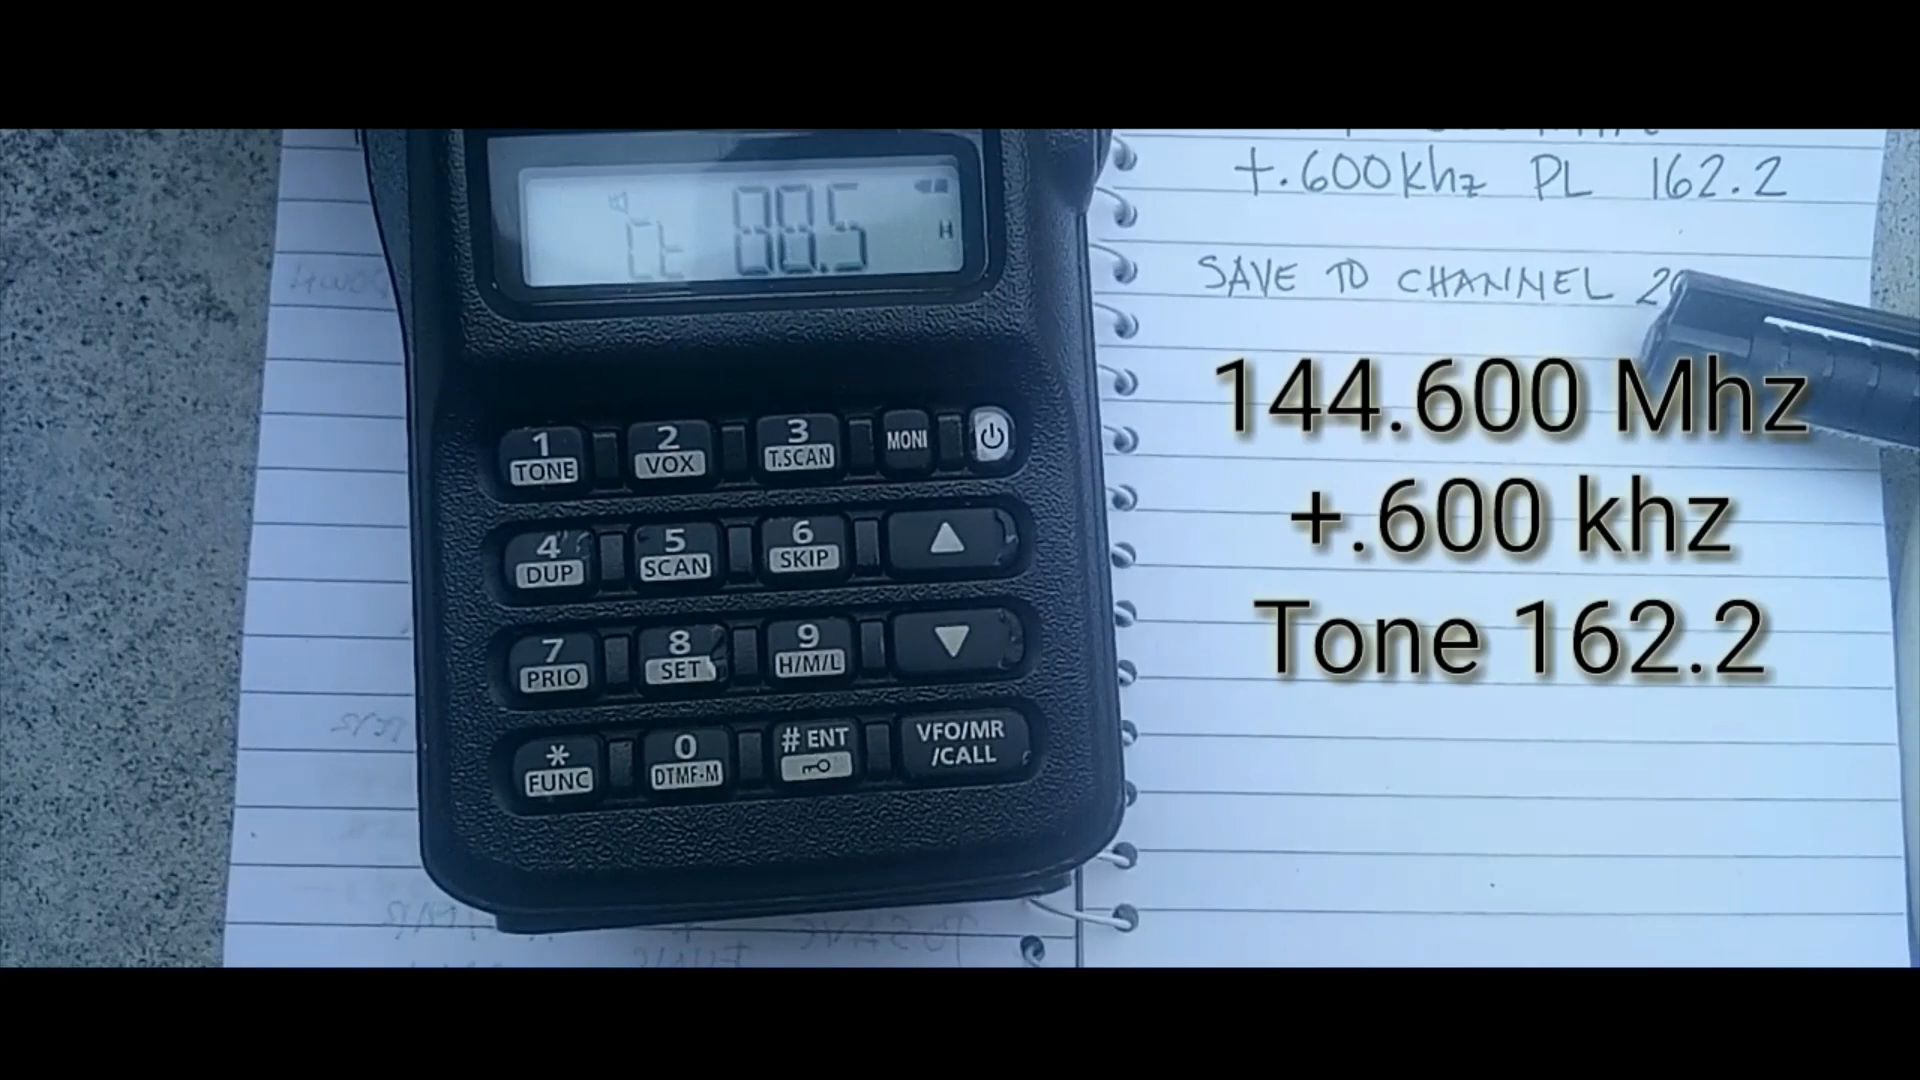 +.600khz PL 162.2
SAVE TO CHANNEL
Ct 88.5
H
144.600 Mhz
+.600 khz
Tone 162.2
1 2 3 MONI
TONE VOX T.SCAN
4 5 6
DUP SCAN SKIP
7 8 9
PRIO SET H/M/L
* 0 # ENT VFO/MR
FUNC DTMF-M /CALL